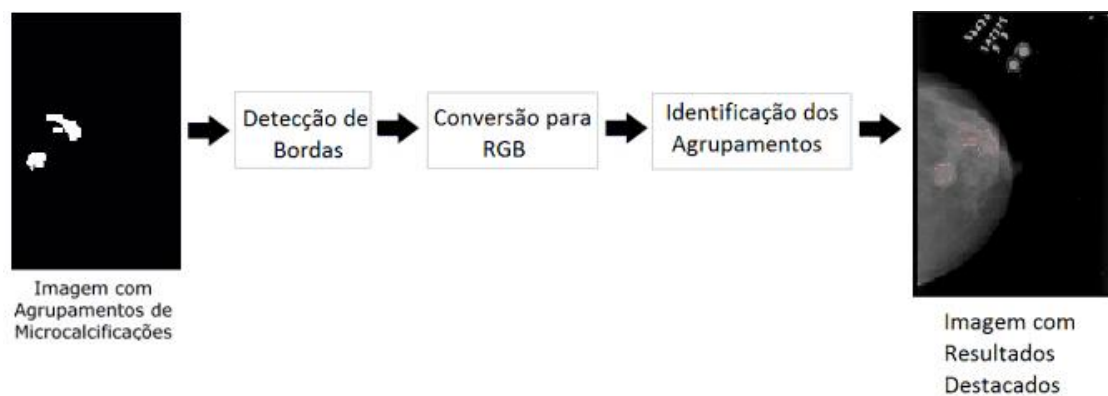 Detecção de
Bordas
Conversão para
RGB
Identificação dos
Agrupamentos
Imagem com
Agrupamentos de
Microcalcificações
Imagem com
Resultados
Destacados